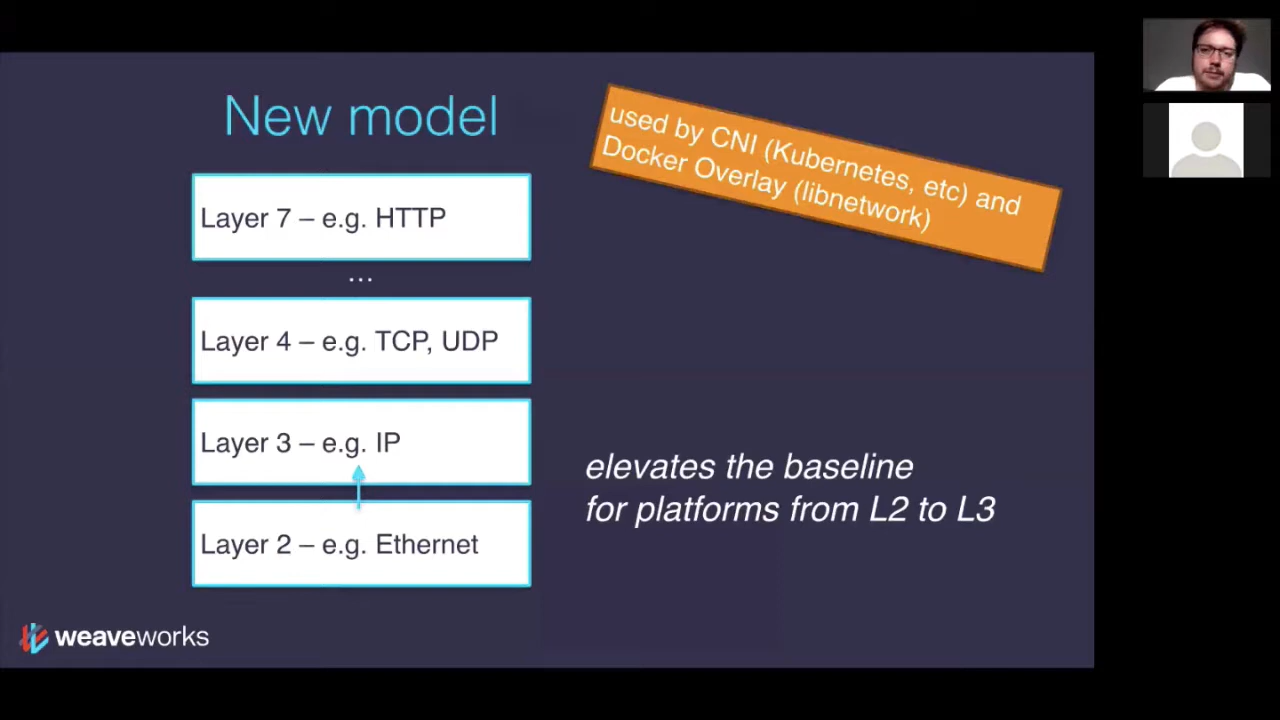 New model
used by CNI (Kubernetes, etc) and
Docker Overlay (libnetwork)
Layer 7 – e.g. HTTP
...
Layer 4 – e.g. TCP, UDP
Layer 3 – e.g. IP
elevates the baseline
for platforms from L2 to L3
Layer 2 – e.g. Ethernet
weaveworks